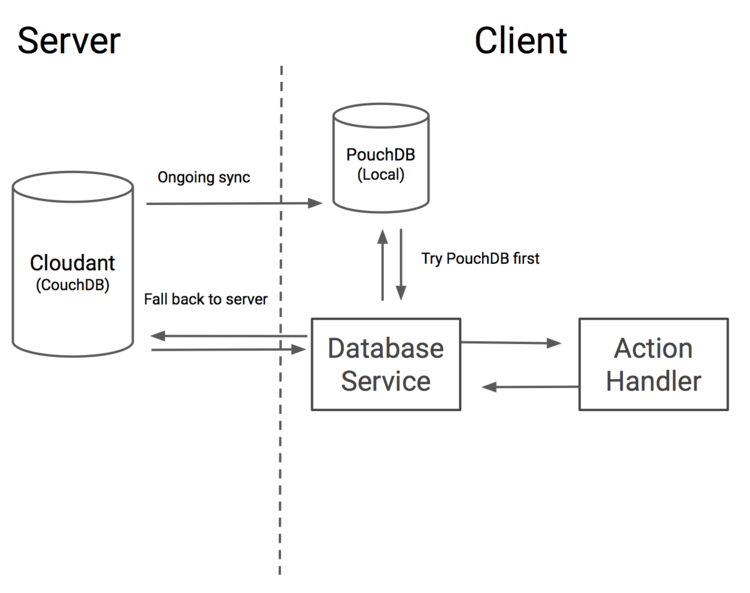 Server
Client
PouchDB
(Local)
Ongoing sync
Cloudant
(CouchDB)
Try PouchDB first
Fall back to server
Database
Service
Action
Handler